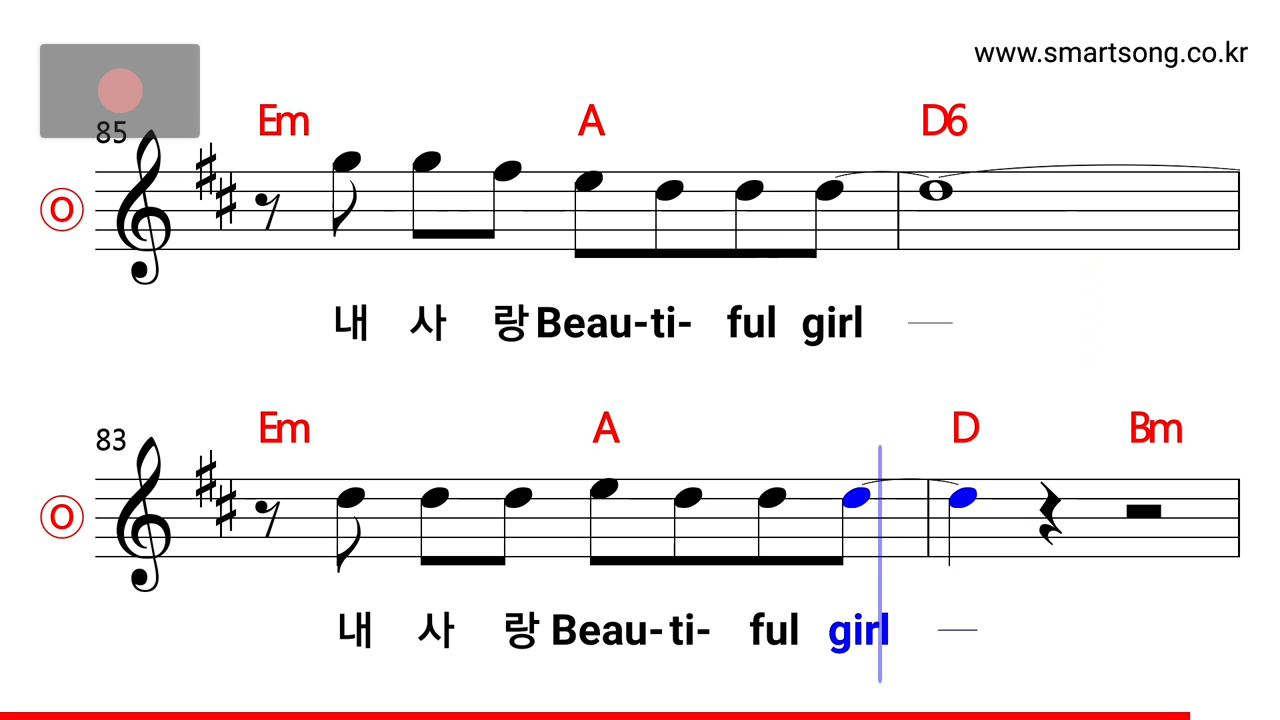 www.smartsong.co.kr
85
Em A D6
O
내 사 랑 Beau-ti- ful girl
83
Em A D Bm
O
내 사 랑 Beau-ti- ful girl